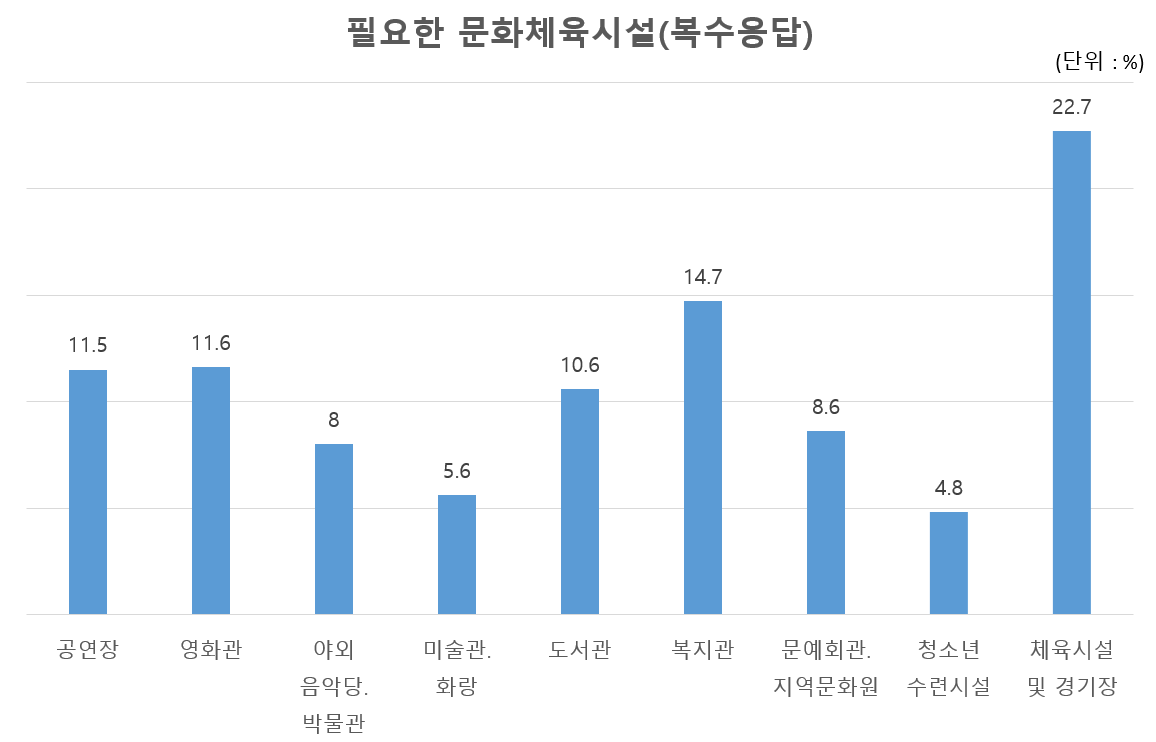 필요한 문화체육시설(복수응답)
(단위 : %)
22.7
14.7
11.5
11.6
10.6
8
8.6
5.6
4.8
공연장
영화관
야외
음악당.
박물관
미술관.
화랑
도서관
복지관
문예회관.
지역문화원
청소년
수련시설
체육시설
및 경기장